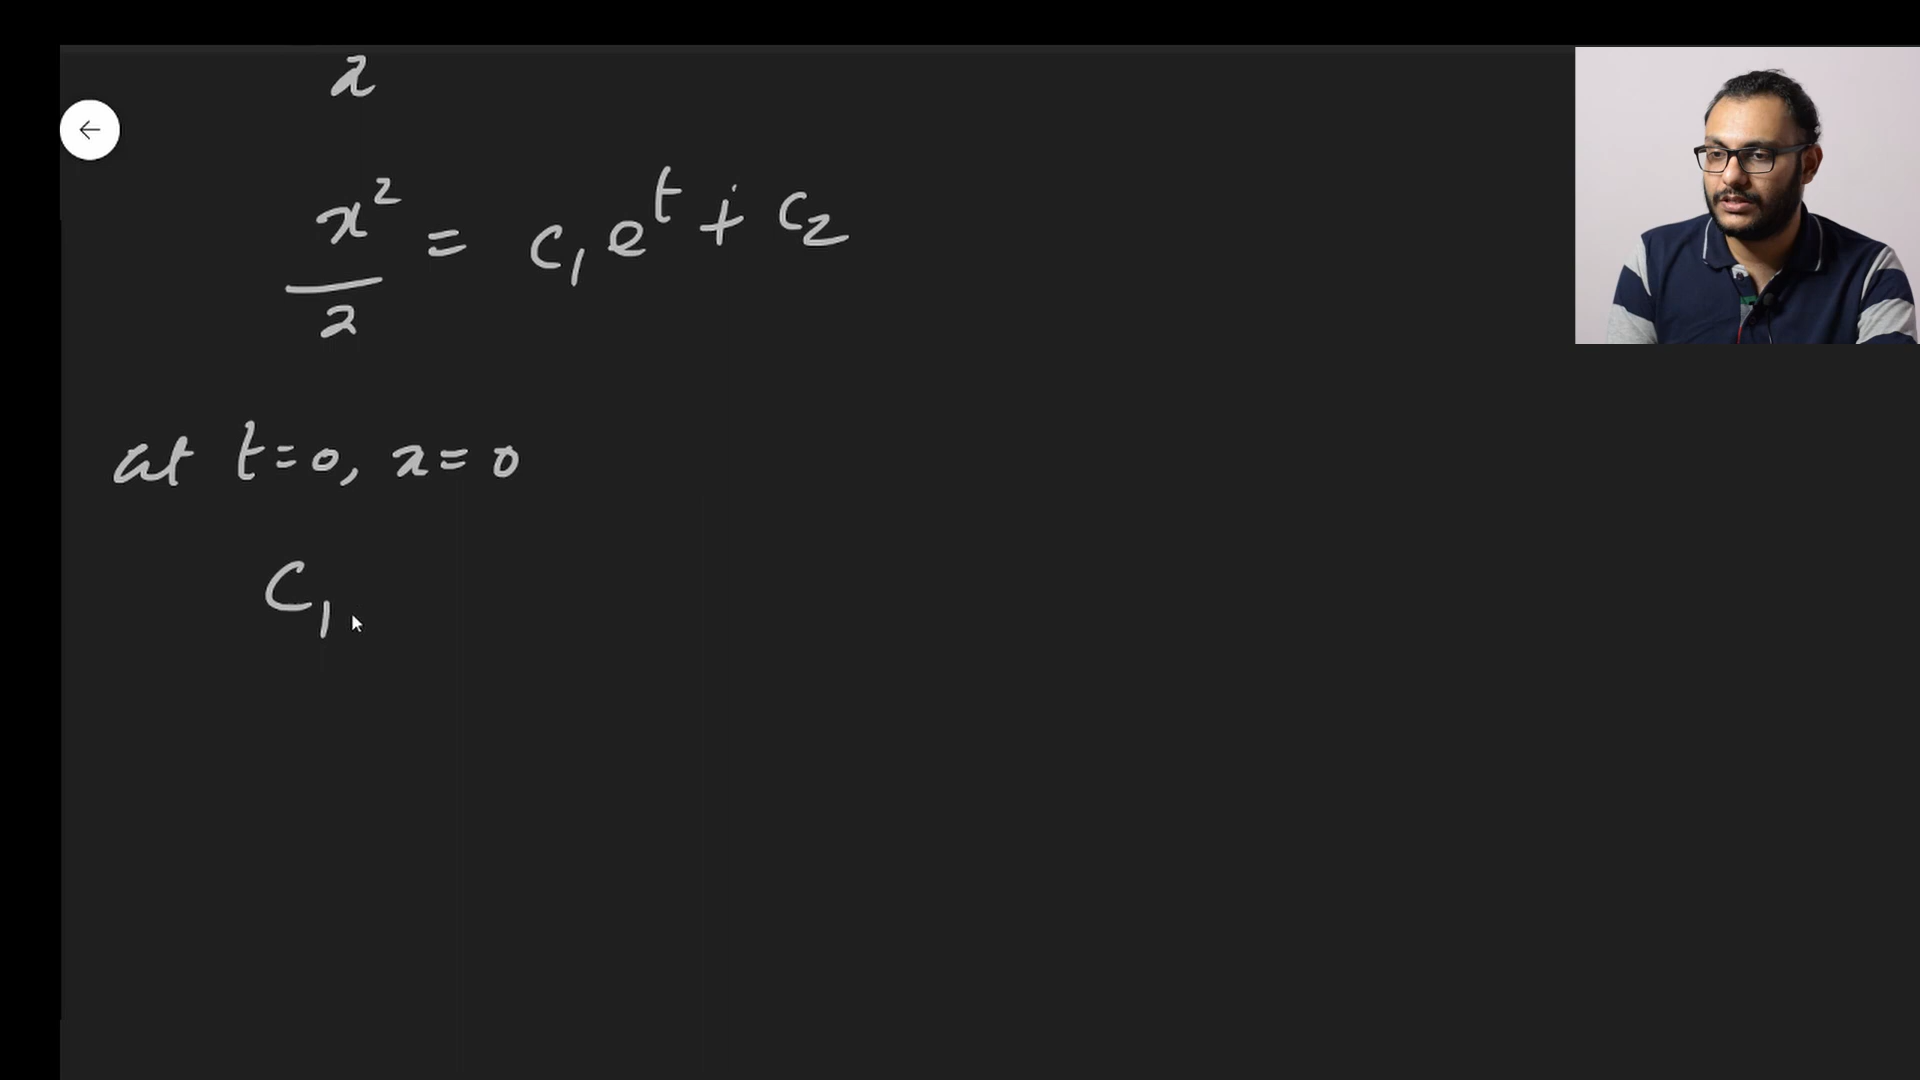 x
x²/2 = c₁eᵗ + c₂
at t=0, x=0
C₁